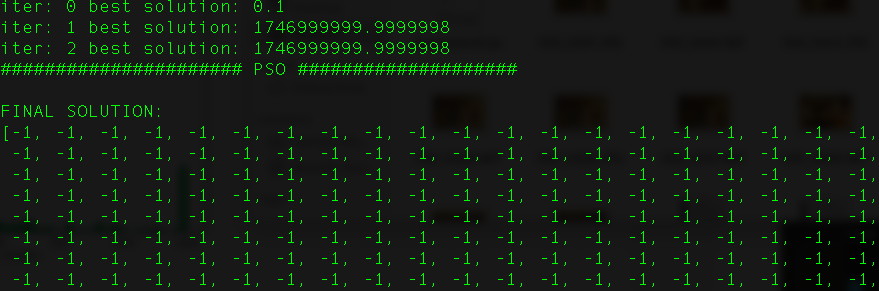 iter: 0 best solution: 0.1
iter: 1 best solution: 1746999999.9999998
iter: 2 best solution: 1746999999.9999998
###################### PSO ####################
FINAL SOLUTION:
[-1, -1, -1, -1, -1, -1, -1, -1, -1, -1, -1, -1, -1, -1, -1, -1, -1, -1, -1, -1,
-1, -1, -1, -1, -1, -1, -1, -1, -1, -1, -1, -1, -1, -1, -1, -1, -1, -1, -1, -1,
-1, -1, -1, -1, -1, -1, -1, -1, -1, -1, -1, -1, -1, -1, -1, -1, -1, -1, -1, -1,
-1, -1, -1, -1, -1, -1, -1, -1, -1, -1, -1, -1, -1, -1, -1, -1, -1, -1, -1, -1,
-1, -1, -1, -1, -1, -1, -1, -1, -1, -1, -1, -1, -1, -1, -1, -1, -1, -1, -1, -1,
-1, -1, -1, -1, -1, -1, -1, -1, -1, -1, -1, -1, -1, -1, -1, -1, -1, -1, -1, -1,
-1, -1, -1, -1, -1, -1, -1, -1, -1, -1, -1, -1, -1, -1, -1, -1, -1, -1, -1, -1,
-1, -1, -1, -1, -1, -1, -1, -1, -1, -1, -1, -1, -1, -1, -1, -1, -1, -1, -1, -1,